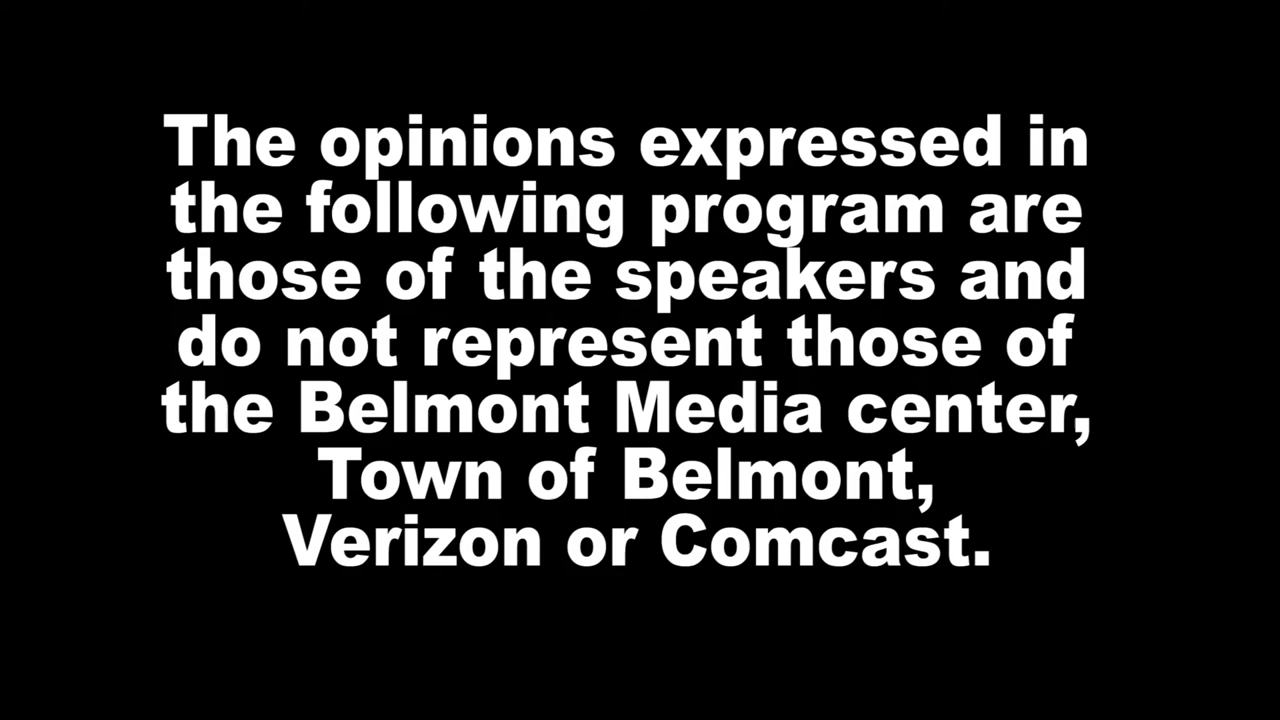 The opinions expressed in
the following program are
those of the speakers and
do not represent those of
the Belmont Media center,
Town of Belmont,
Verizon or Comcast.